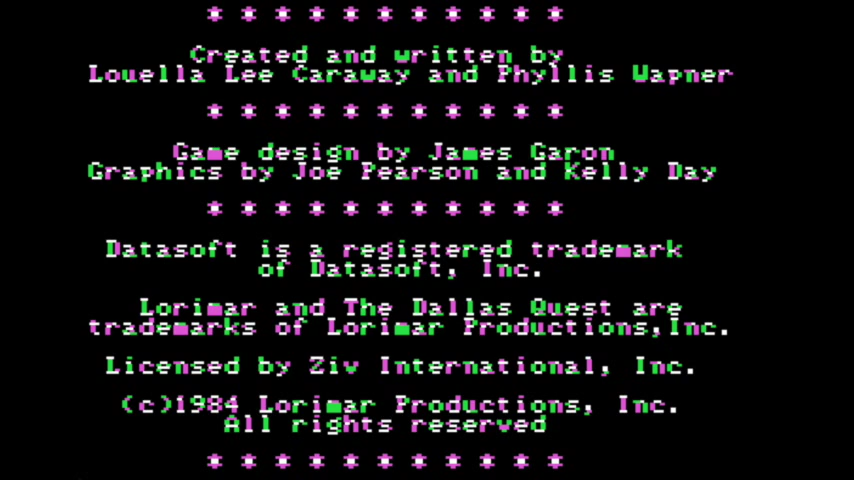 * * * * * * * * * * *
Created and written by
Louella Lee Caraway and Phyllis Wapner
* * * * * * * * * * *
Game design by James Garon
Graphics by Joe Pearson and Kelly Day
* * * * * * * * * * *
Datasoft is a registered trademark
of Datasoft, Inc.
Lorimar and The Dallas Quest are
trademarks of Lorimar Productions,Inc.
Licensed by Ziv International, Inc.
(c)1984 Lorimar Productions, Inc.
All rights reserved
* * * * * * * * * * *